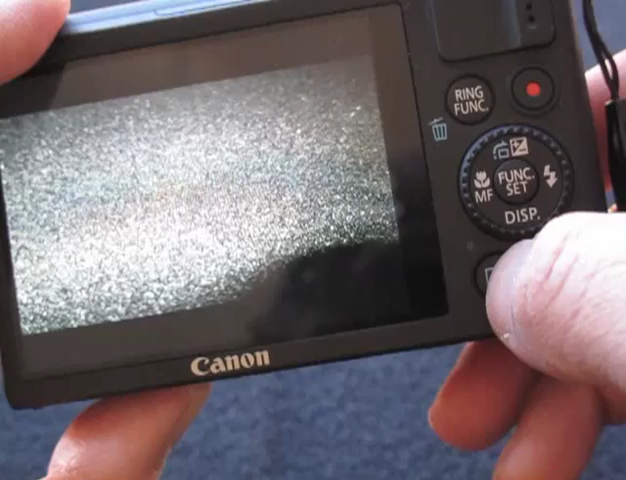 RING
FUNC.
FUNC.
SET
MF
DISP.
Canon